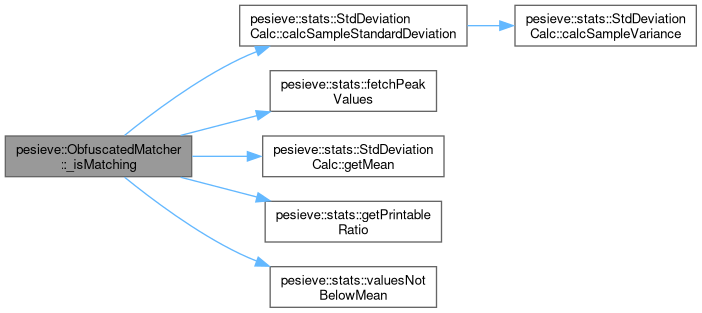 pesieve::ObfuscatedMatcher
::_isMatching
pesieve::stats::StdDeviation
Calc::calcSampleStandardDeviation
pesieve::stats::StdDeviation
Calc::calcSampleVariance
pesieve::stats::fetchPeak
Values
pesieve::stats::StdDeviation
Calc::getMean
pesieve::stats::getPrintable
Ratio
pesieve::stats::valuesNot
BelowMean